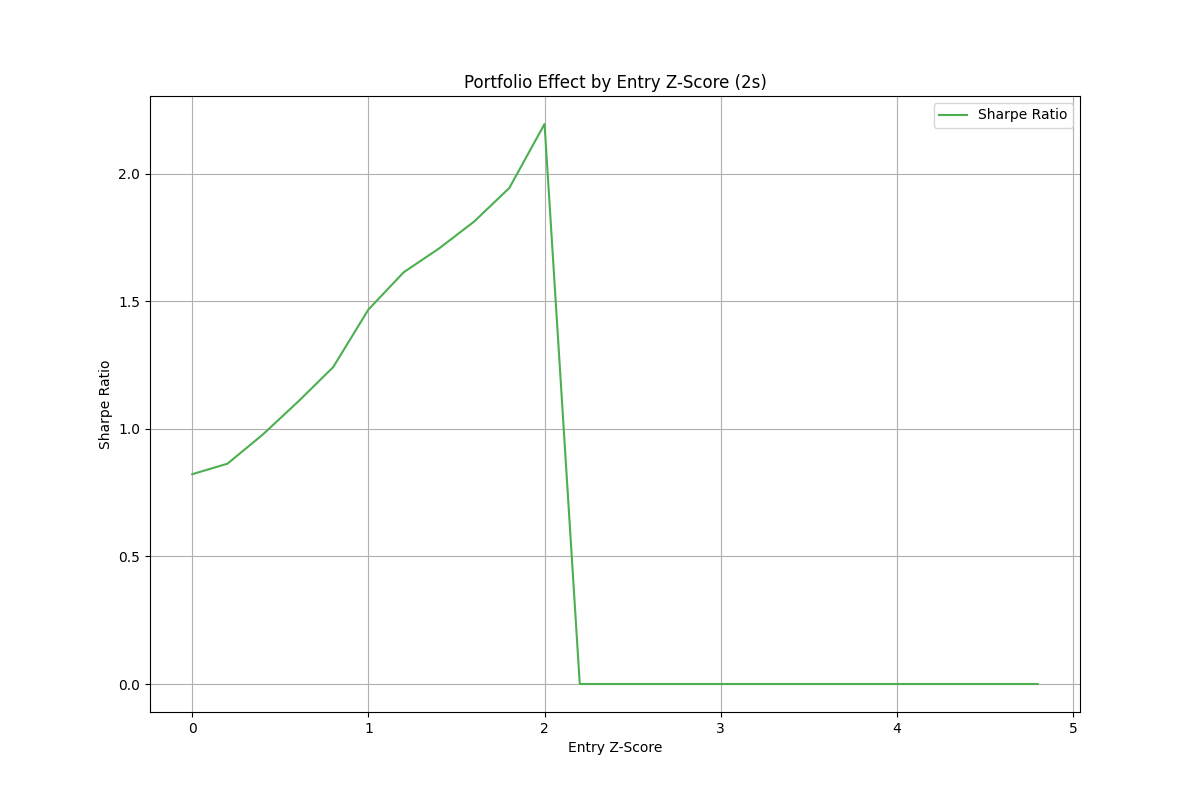 Portfolio Effect by Entry Z-Score (2s)
Sharpe Ratio
2.0
1.5
1.0
0.5
0.0
Sharpe Ratio
0 1 2 3 4 5
Entry Z-Score